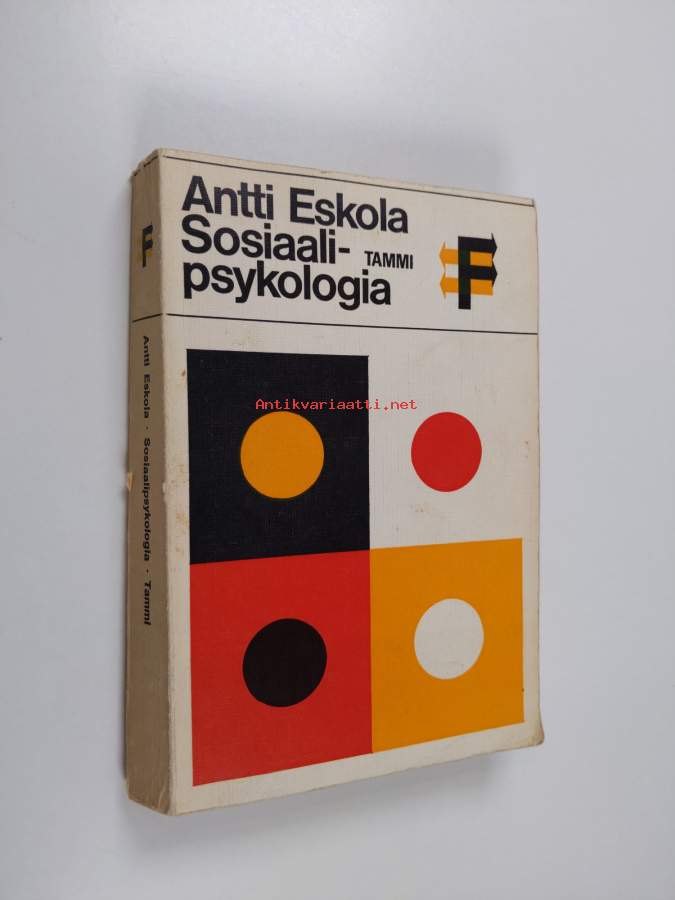 Antti Eskola
Sosiaali-
psykologia
TAMMI
F
F
Antti Eskola · Sosiaalipsykologia · Tammi
Antikvariaatti.net